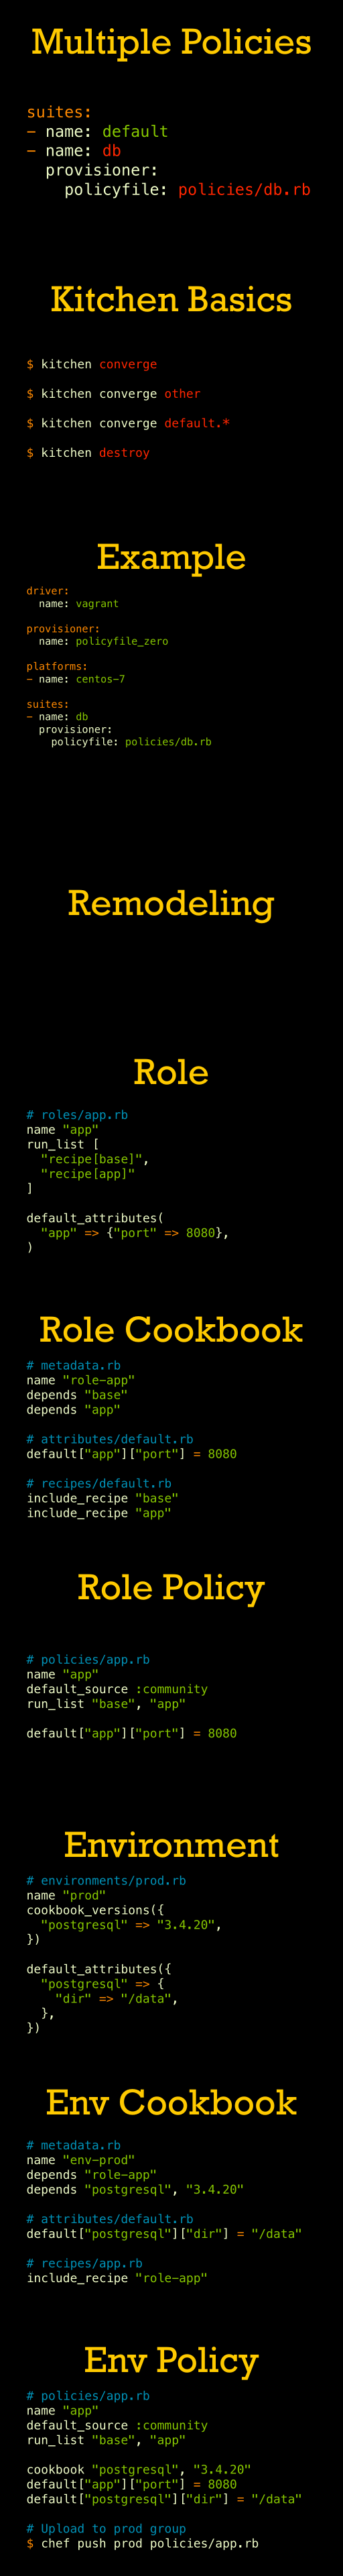 Multiple Policies
suites:
- name: default
- name: db
  provisioner:
    policyfile: policies/db.rb
Kitchen Basics
$ kitchen converge
$ kitchen converge other
$ kitchen converge default.*
$ kitchen destroy
Example
driver:
  name: vagrant
provisioner:
  name: policyfile_zero
platforms:
- name: centos-7
suites:
- name: db
  provisioner:
    policyfile: policies/db.rb
Remodeling
Role
# roles/app.rb
name "app"
run_list [
  "recipe[base]",
  "recipe[app]"
]
default_attributes(
  "app" => {"port" => 8080},
)
Role Cookbook
# metadata.rb
name "role-app"
depends "base"
depends "app"
# attributes/default.rb
default["app"]["port"] = 8080
# recipes/default.rb
include_recipe "base"
include_recipe "app"
Role Policy
# policies/app.rb
name "app"
default_source :community
run_list "base", "app"
default["app"]["port"] = 8080
Environment
# environments/prod.rb
name "prod"
cookbook_versions({
  "postgresql" => "3.4.20",
})
default_attributes({
  "postgresql" => {
    "dir" => "/data",
  },
})
Env Cookbook
# metadata.rb
name "env-prod"
depends "role-app"
depends "postgresql", "3.4.20"
# attributes/default.rb
default["postgresql"]["dir"] = "/data"
# recipes/app.rb
include_recipe "role-app"
Env Policy
# policies/app.rb
name "app"
default_source :community
run_list "base", "app"
cookbook "postgresql", "3.4.20"
default["app"]["port"] = 8080
default["postgresql"]["dir"] = "/data"
# Upload to prod group
$ chef push prod policies/app.rb